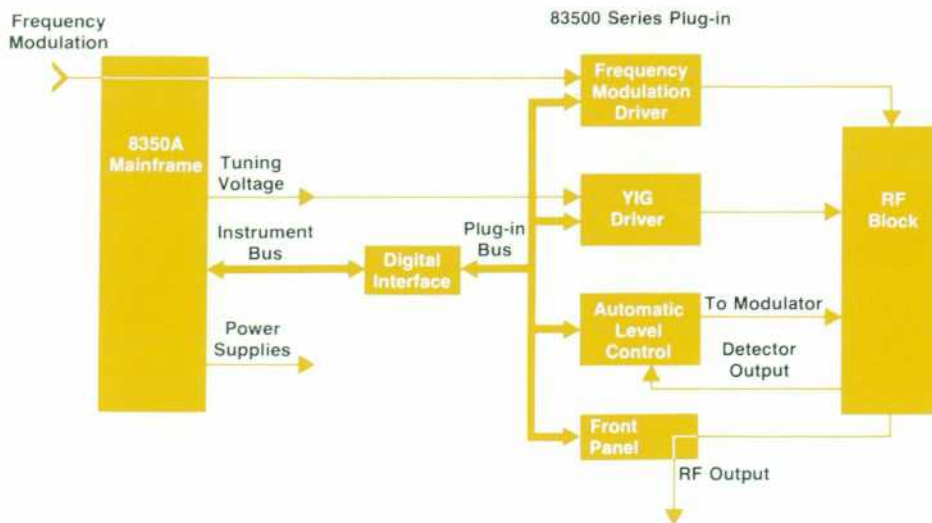 83500 Series Plug-in
Frequency
Modulation
Frequency
Modulation
Driver
8350A
Mainframe
Tuning
Voltage
YIG
Driver
RF
Block
Instrument
Bus
Plug-in
Bus
Digital
Interface
Automatic
Level
Control
To Modulator
Power
Supplies
Detector
Output
Front
Panel
RF Output